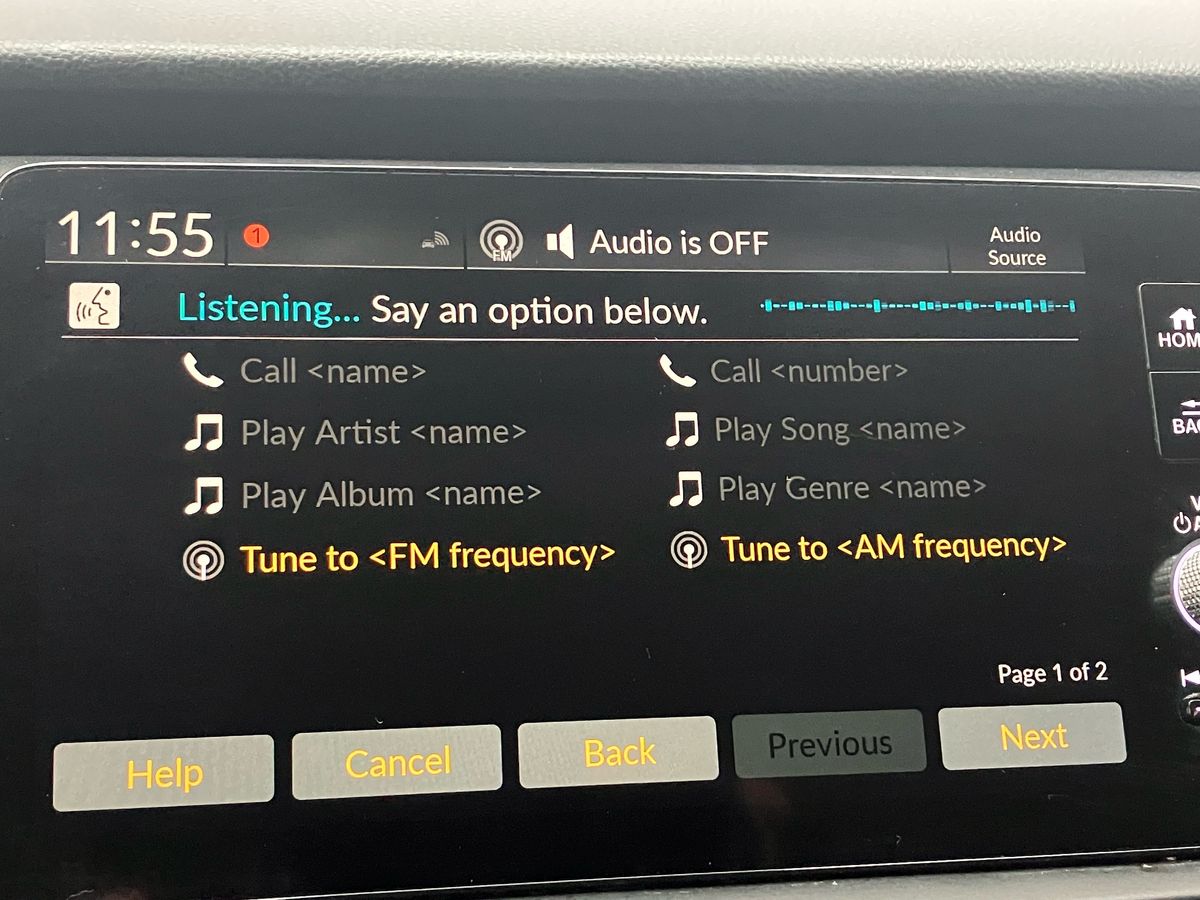 11:55
1
FM
Audio is OFF
Audio
Source
Listening... Say an option below.
Call <name>
Call <number>
Play Artist <name>
Play Song <name>
Play Album <name>
Play Genre <name>
Tune to <FM frequency>
Tune to <AM frequency>
Page 1 of 2
Help
Cancel
Back
Previous
Next